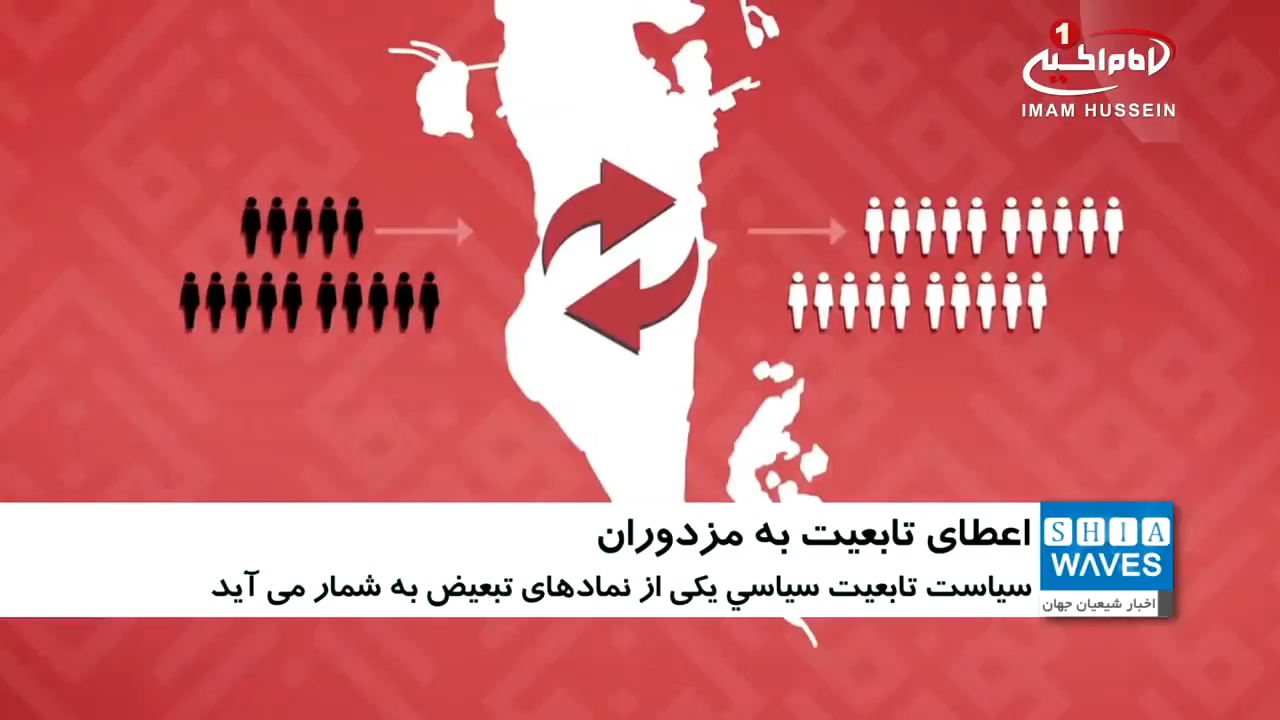 1
امام حسین
IMAM HUSSEIN
اعطای تابعیت به مزدوران
سیاست تابعیت سیاسي یکی از نمادهای تبعیض به شمار می آید
SHIA
WAVES
اخبار شیعیان جهان